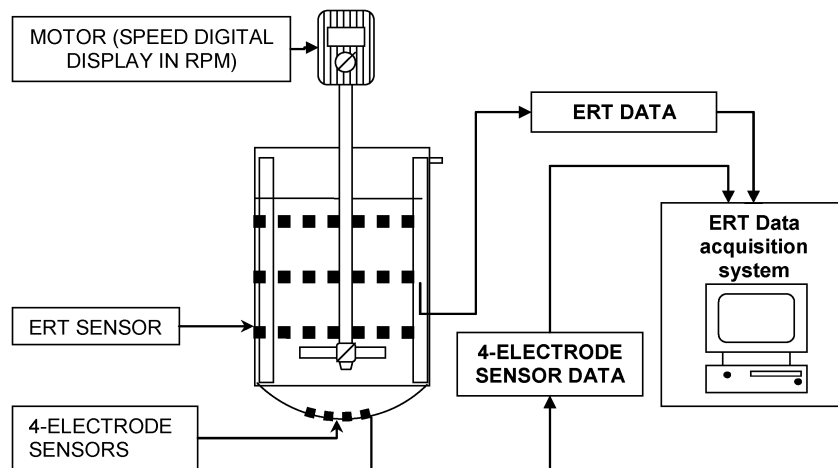 MOTOR (SPEED DIGITAL
DISPLAY IN RPM)
ERT DATA
ERT Data
acquisition
system
ERT SENSOR
4-ELECTRODE
SENSOR DATA
4-ELECTRODE
SENSORS